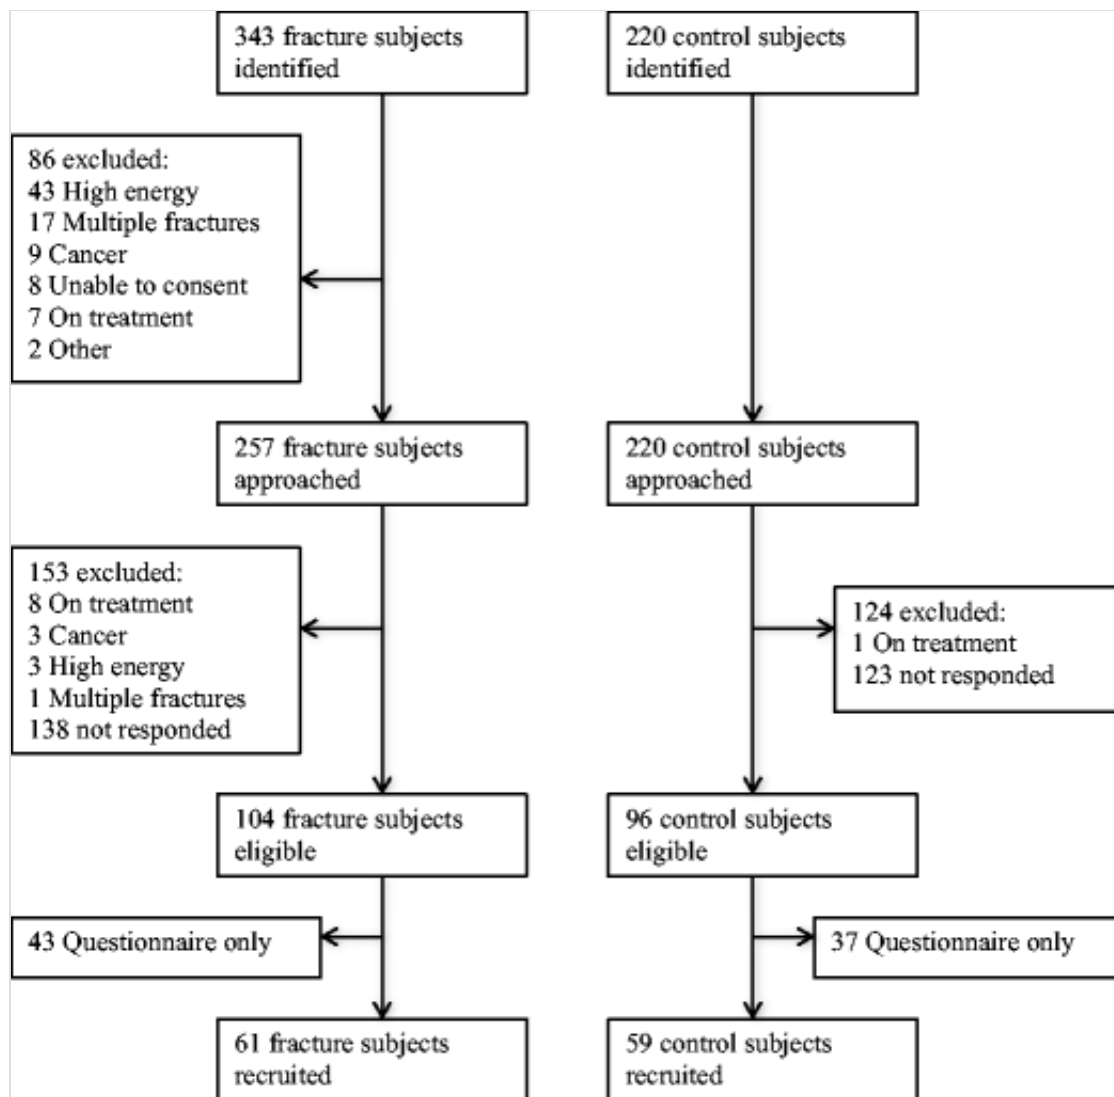 343 fracture subjects
identified
220 control subjects
identified
86 excluded:
43 High energy
17 Multiple fractures
9 Cancer
8 Unable to consent
7 On treatment
2 Other
257 fracture subjects
approached
220 control subjects
approached
153 excluded:
8 On treatment
3 Cancer
3 High energy
1 Multiple fractures
138 not responded
124 excluded:
1 On treatment
123 not responded
104 fracture subjects
eligible
96 control subjects
eligible
43 Questionnaire only
37 Questionnaire only
61 fracture subjects
recruited
59 control subjects
recruited